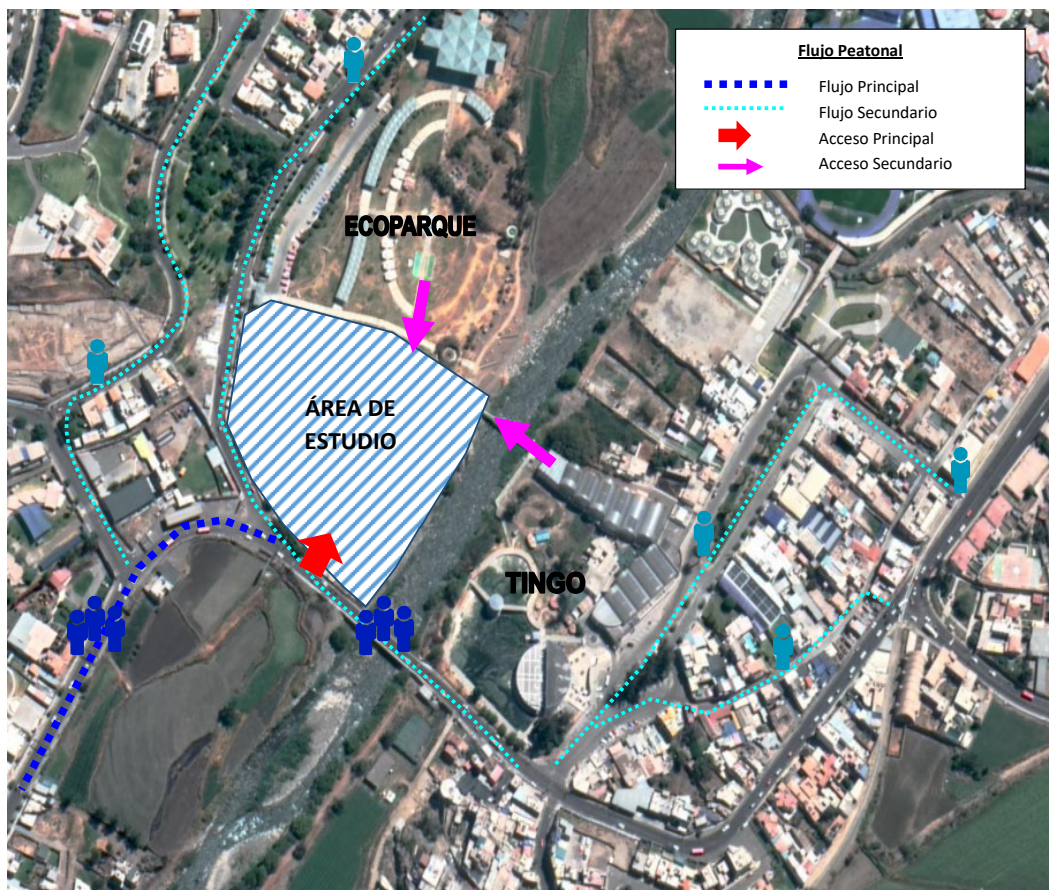 Flujo Peatonal
Flujo Principal
Flujo Secundario
Acceso Principal
Acceso Secundario
ECOPARQUE
ÁREA DE
ESTUDIO
TINGO